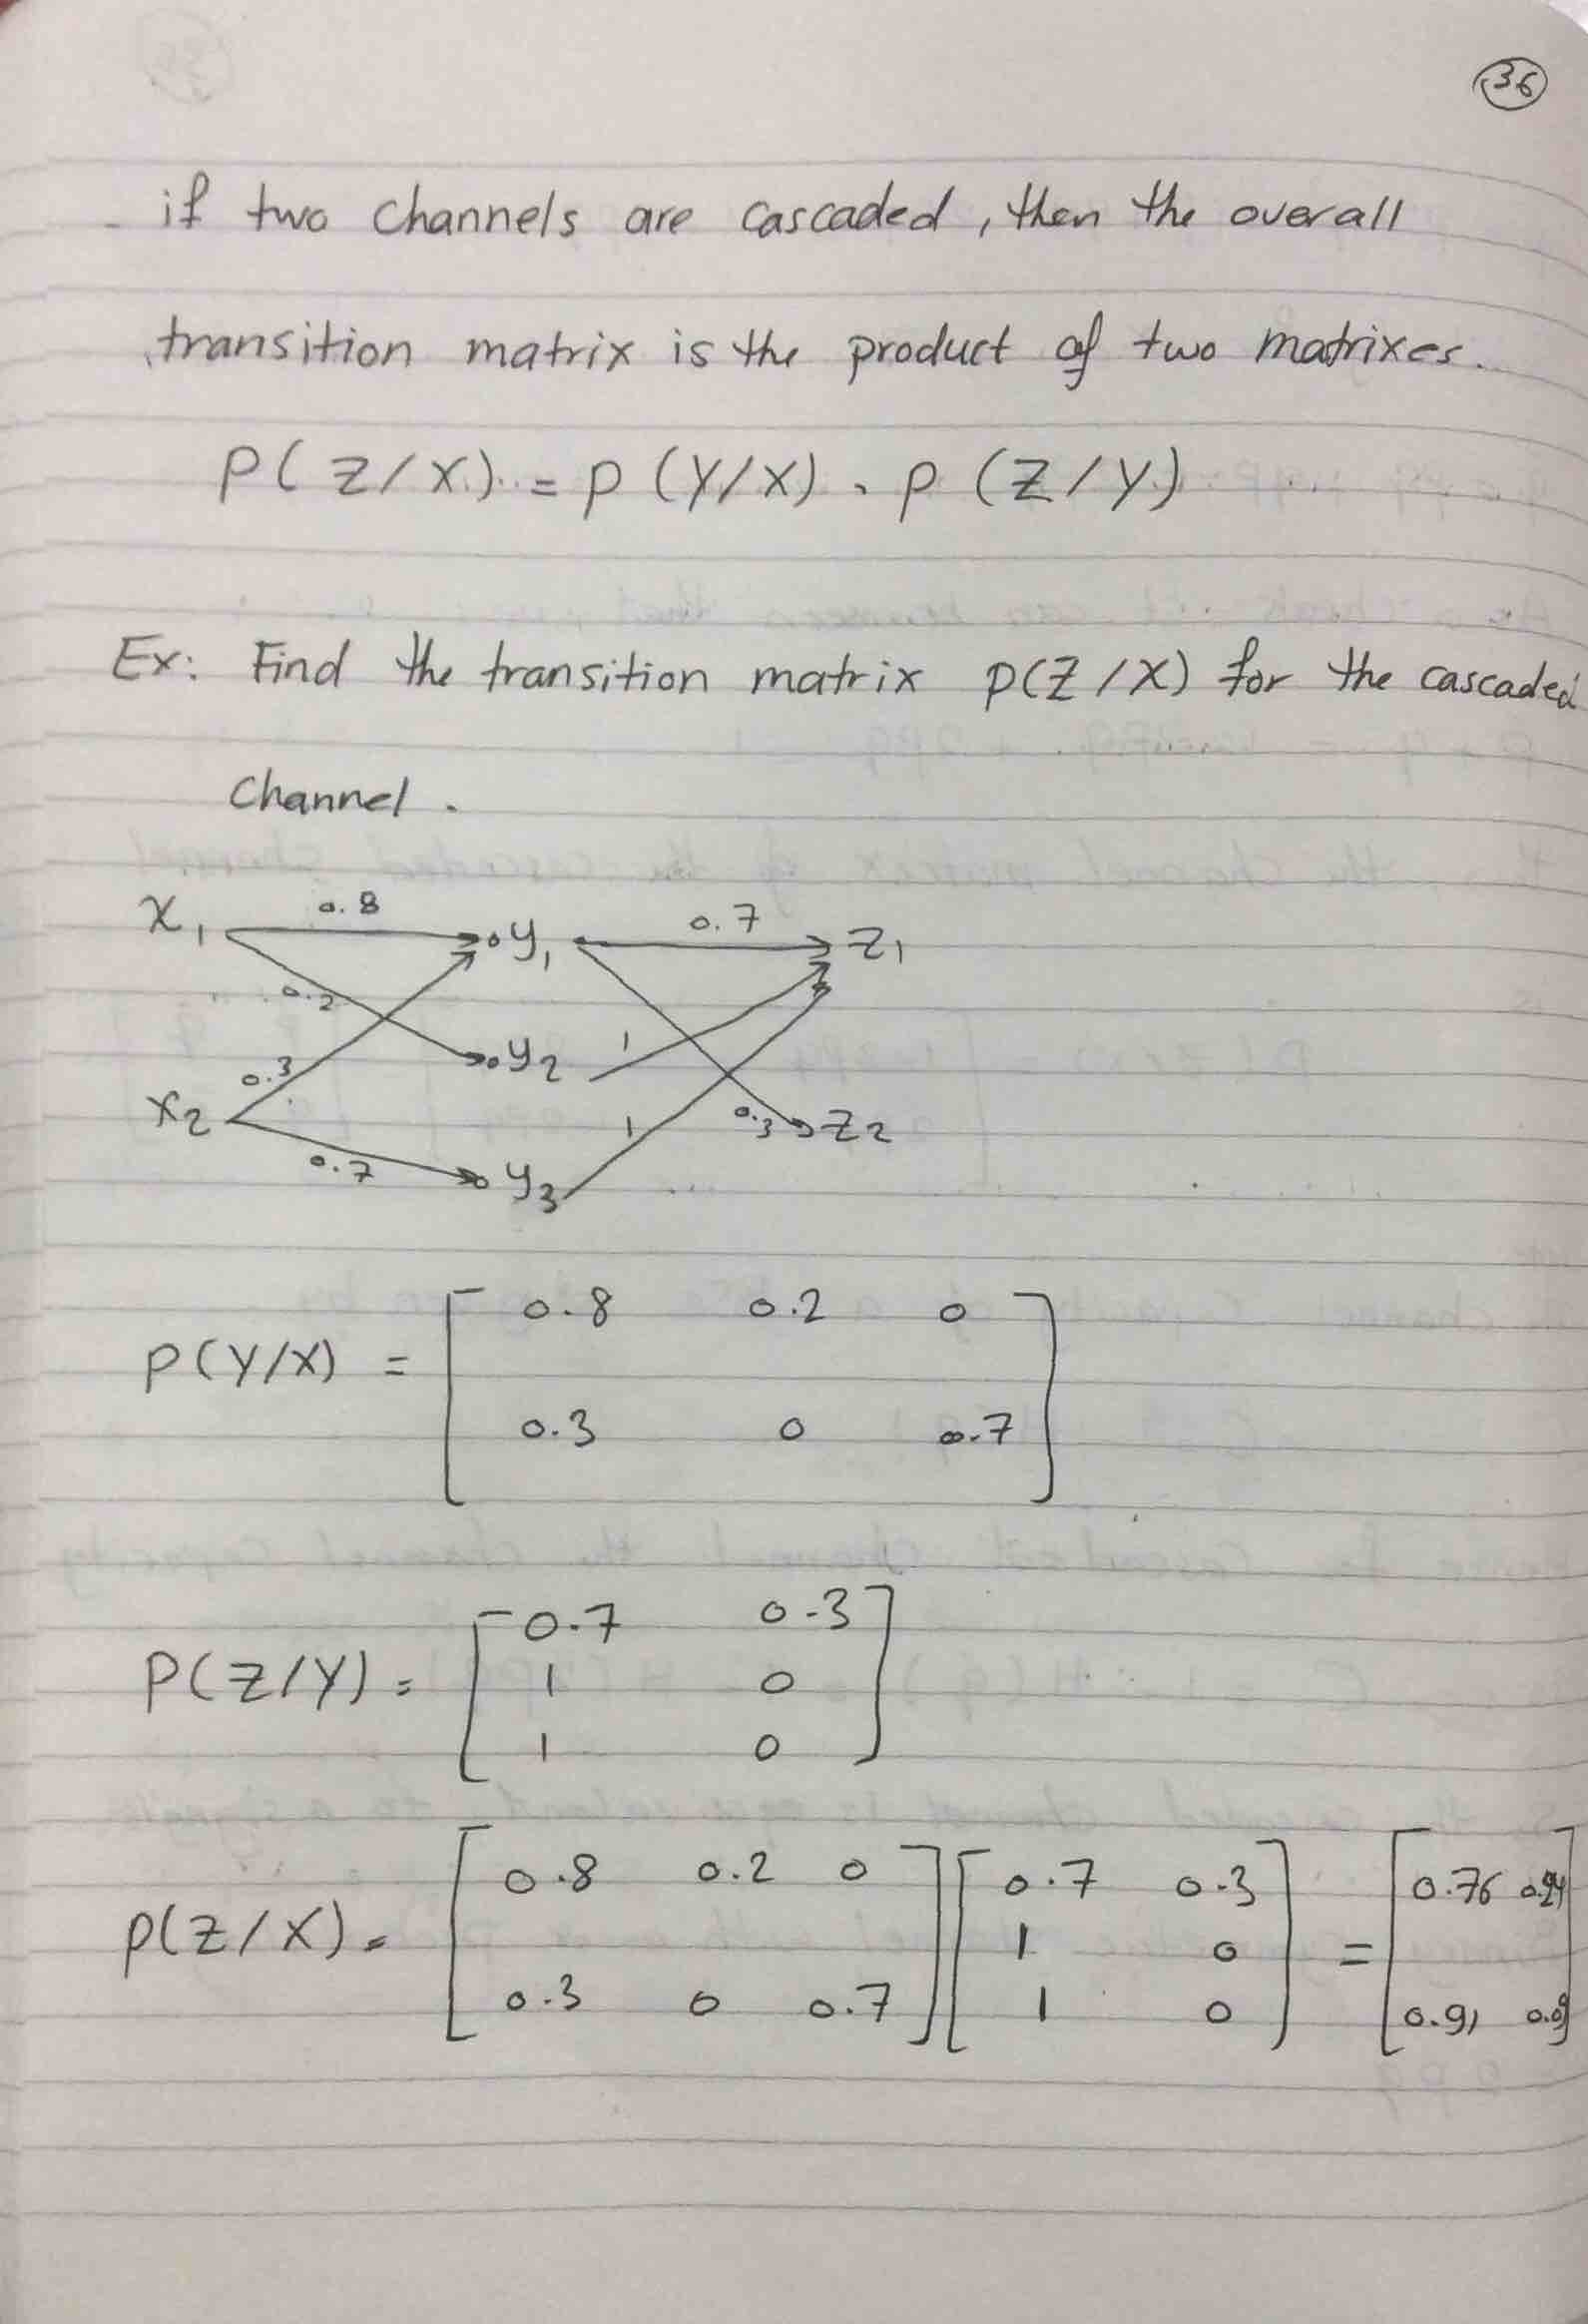 36
if two channels are cascaded, then the overall
transition matrix is the product of two matrixes.
P(Z/X) = P(Y/X) . P(Z/Y)
Ex: Find the transition matrix P(Z/X) for the cascaded
Channel.
x1 0.8 y1 0.7 z1
0.2
0.3 y2 1
x2 1 0.3 z2
0.7 y3
P(Y/X) = [ 0.8 0.2 0
0.3 0 0.7 ]
P(Z/Y) = [ 0.7 0.3
1 0
1 0 ]
P(Z/X) = [ 0.8 0.2 0 ] [ 0.7 0.3 ] = [ 0.76 0.24 ]
1 0
0.3 0 0.7 1 0 0.91 0.09